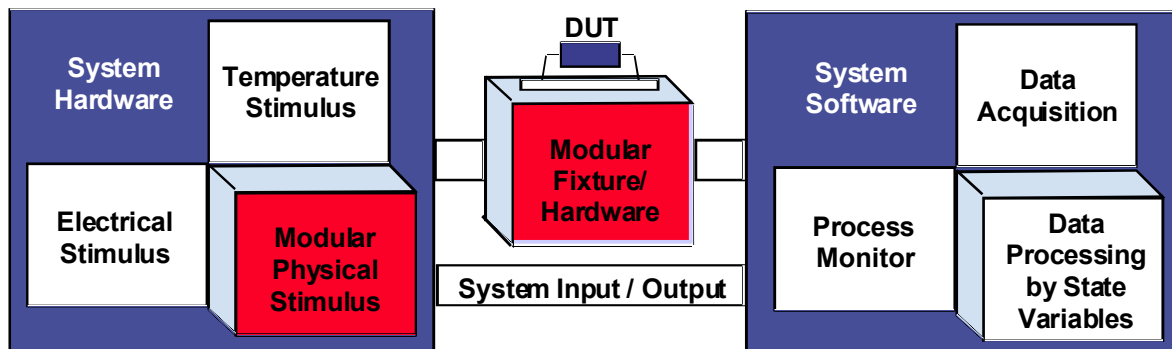 System
Hardware
Temperature
Stimulus
Electrical
Stimulus
Modular
Physical
Stimulus
DUT
Modular
Fixture/
Hardware
System Input / Output
System
Software
Data
Acquisition
Process
Monitor
Data
Processing
by State
Variables